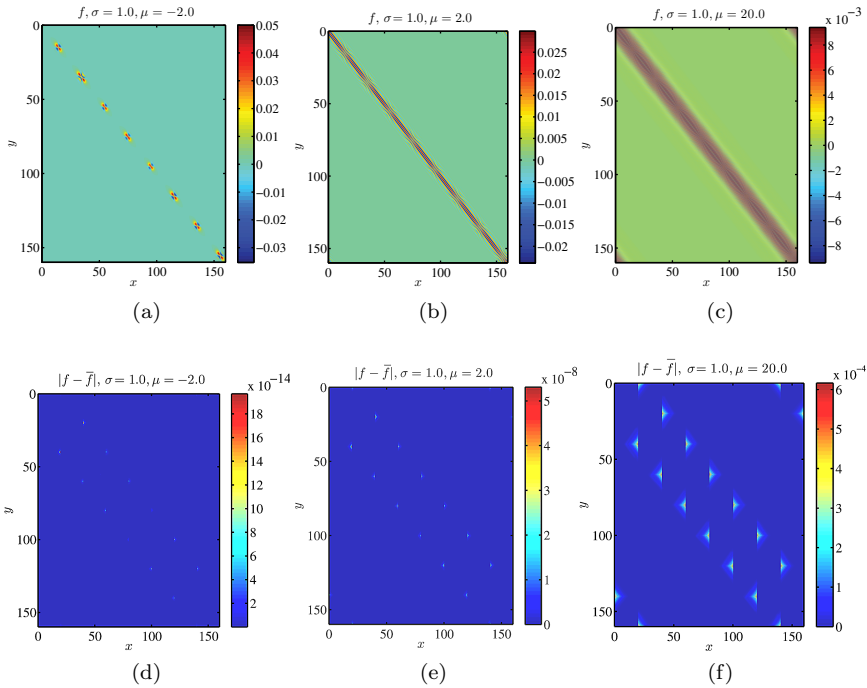 f, σ = 1.0, μ = −2.0
0
50
100
150
y
0 50 100 150
x
0.05
0.04
0.03
0.02
0.01
0
−0.01
−0.02
−0.03
(a)
f, σ = 1.0, μ = 2.0
0
50
100
150
y
0 50 100 150
x
0.025
0.02
0.015
0.01
0.005
0
−0.005
−0.01
−0.015
−0.02
(b)
f, σ = 1.0, μ = 20.0
0
50
100
150
y
0 50 100 150
x
x 10⁻³
8
6
4
2
0
−2
−4
−6
−8
(c)
|f − f̅|, σ = 1.0, μ = −2.0
0
50
100
150
y
0 50 100 150
x
x 10⁻¹⁴
18
16
14
12
10
8
6
4
2
(d)
|f − f̅|, σ = 1.0, μ = 2.0
0
50
100
150
y
0 50 100 150
x
x 10⁻⁸
5
4
3
2
1
0
(e)
|f − f̅|, σ = 1.0, μ = 20.0
0
50
100
150
y
0 50 100 150
x
x 10⁻⁴
6
5
4
3
2
1
0
(f)